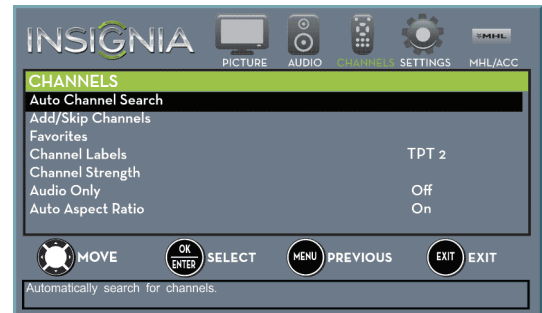 INSIGNIA
PICTURE AUDIO CHANNELS SETTINGS MHL MHL/ACC
CHANNELS
Auto Channel Search
Add/Skip Channels
Favorites
Channel Labels TPT 2
Channel Strength
Audio Only Off
Auto Aspect Ratio On
MOVE OK ENTER SELECT MENU PREVIOUS EXIT EXIT
Automatically search for channels.